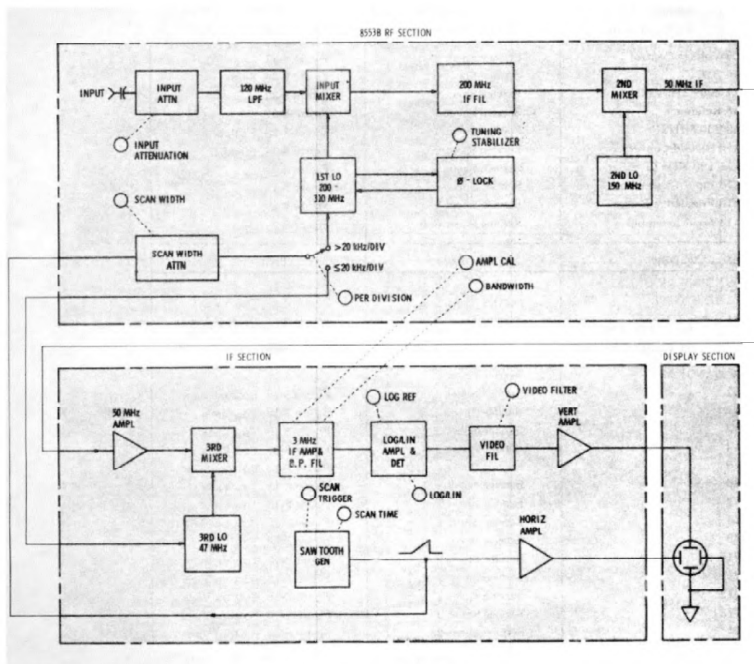 8553B RF SECTION
INPUT
INPUT
ATTN
120 MHz
LPF
INPUT
MIXER
200 MHz
IF FIL
2ND
MIXER
50 MHz IF
INPUT
ATTENUATION
TUNING
STABILIZER
SCAN WIDTH
1ST LO
200
310 MHz
Ø - LOCK
2ND LO
150 MHz
SCAN WIDTH
ATTN
>20 kHz/DIV
≤20 kHz/DIV
PER DIVISION
AMPL CAL
BANDWIDTH
IF SECTION
DISPLAY SECTION
50 MHz
AMPL
3RD
MIXER
3 MHz
IF AMP&
B.P. FIL
LOG REF
LOG/LIN
AMPL &
DET
VIDEO FILTER
VIDEO
FIL
VERT
AMPL
SCAN
TRIGGER
LOG/LIN
SCAN TIME
3RD LO
47 MHz
SAW TOOTH
GEN
HORIZ
AMPL